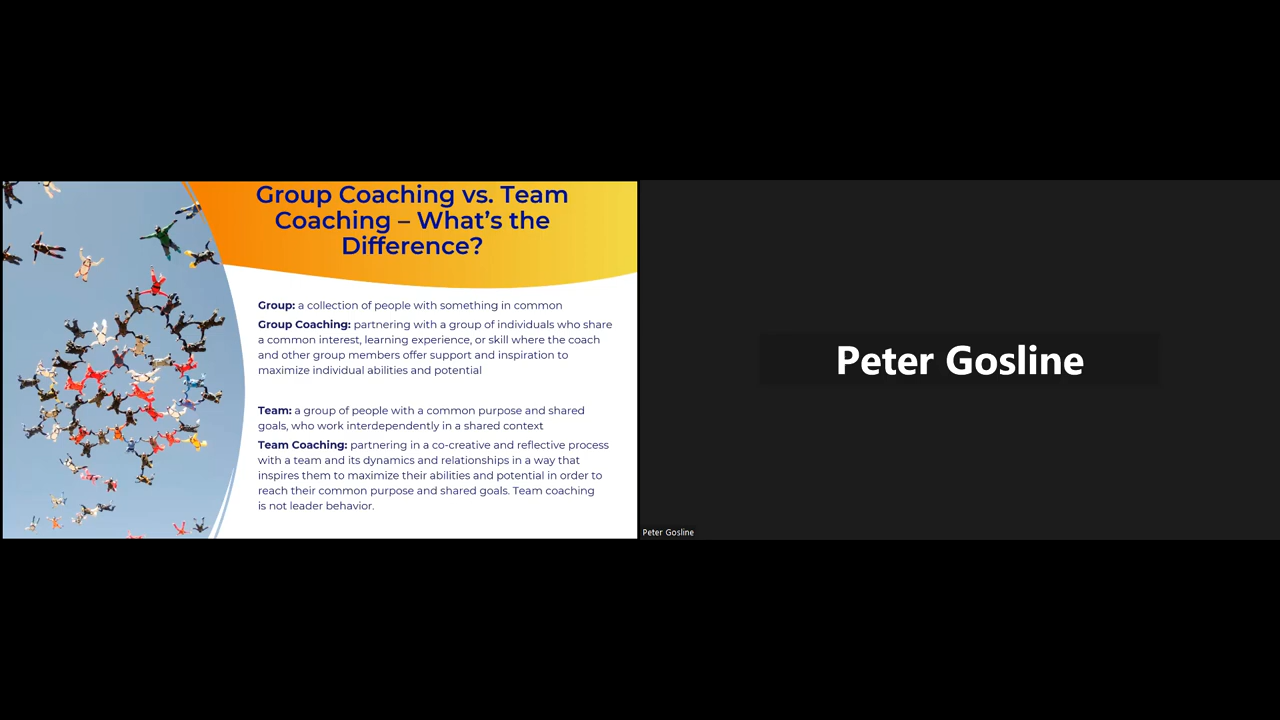 Group Coaching vs. Team
Coaching – What's the
Difference?
Group: a collection of people with something in common
Group Coaching: partnering with a group of individuals who share
a common interest, learning experience, or skill where the coach
and other group members offer support and inspiration to
maximize individual abilities and potential
Team: a group of people with a common purpose and shared
goals, who work interdependently in a shared context
Team Coaching: partnering in a co-creative and reflective process
with a team and its dynamics and relationships in a way that
inspires them to maximize their abilities and potential in order to
reach their common purpose and shared goals. Team coaching
is not leader behavior.
Peter Gosline
Peter Gosline